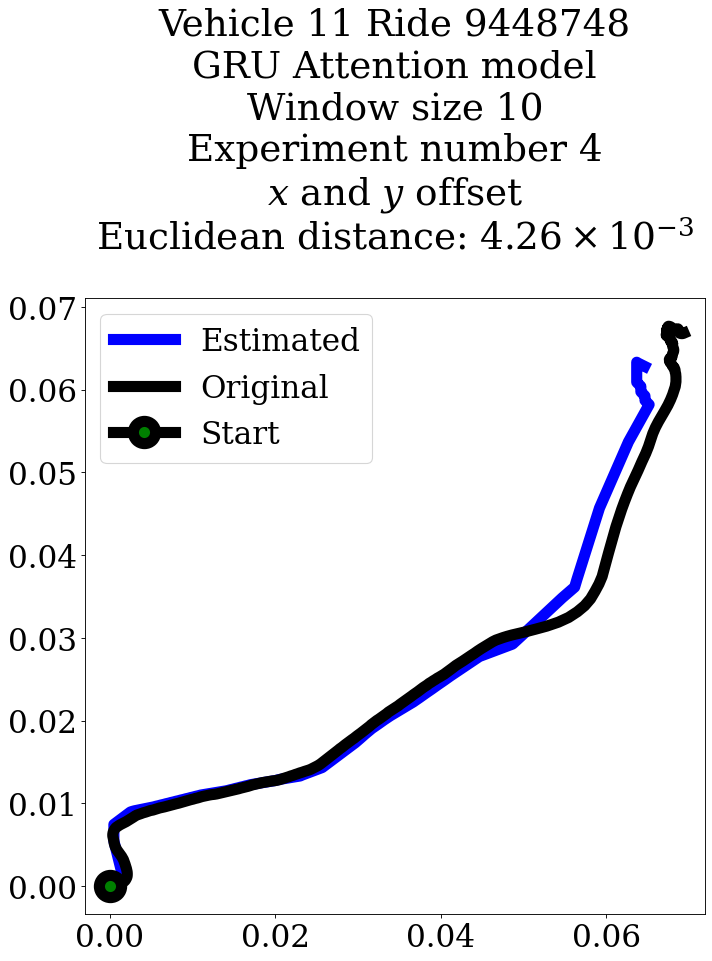 Vehicle 11 Ride 9448748
GRU Attention model
Window size 10
Experiment number 4
x and y offset
Euclidean distance: 4.26 × 10⁻³
0.07
0.06
0.05
0.04
0.03
0.02
0.01
0.00
Estimated
Original
Start
0.00 0.02 0.04 0.06